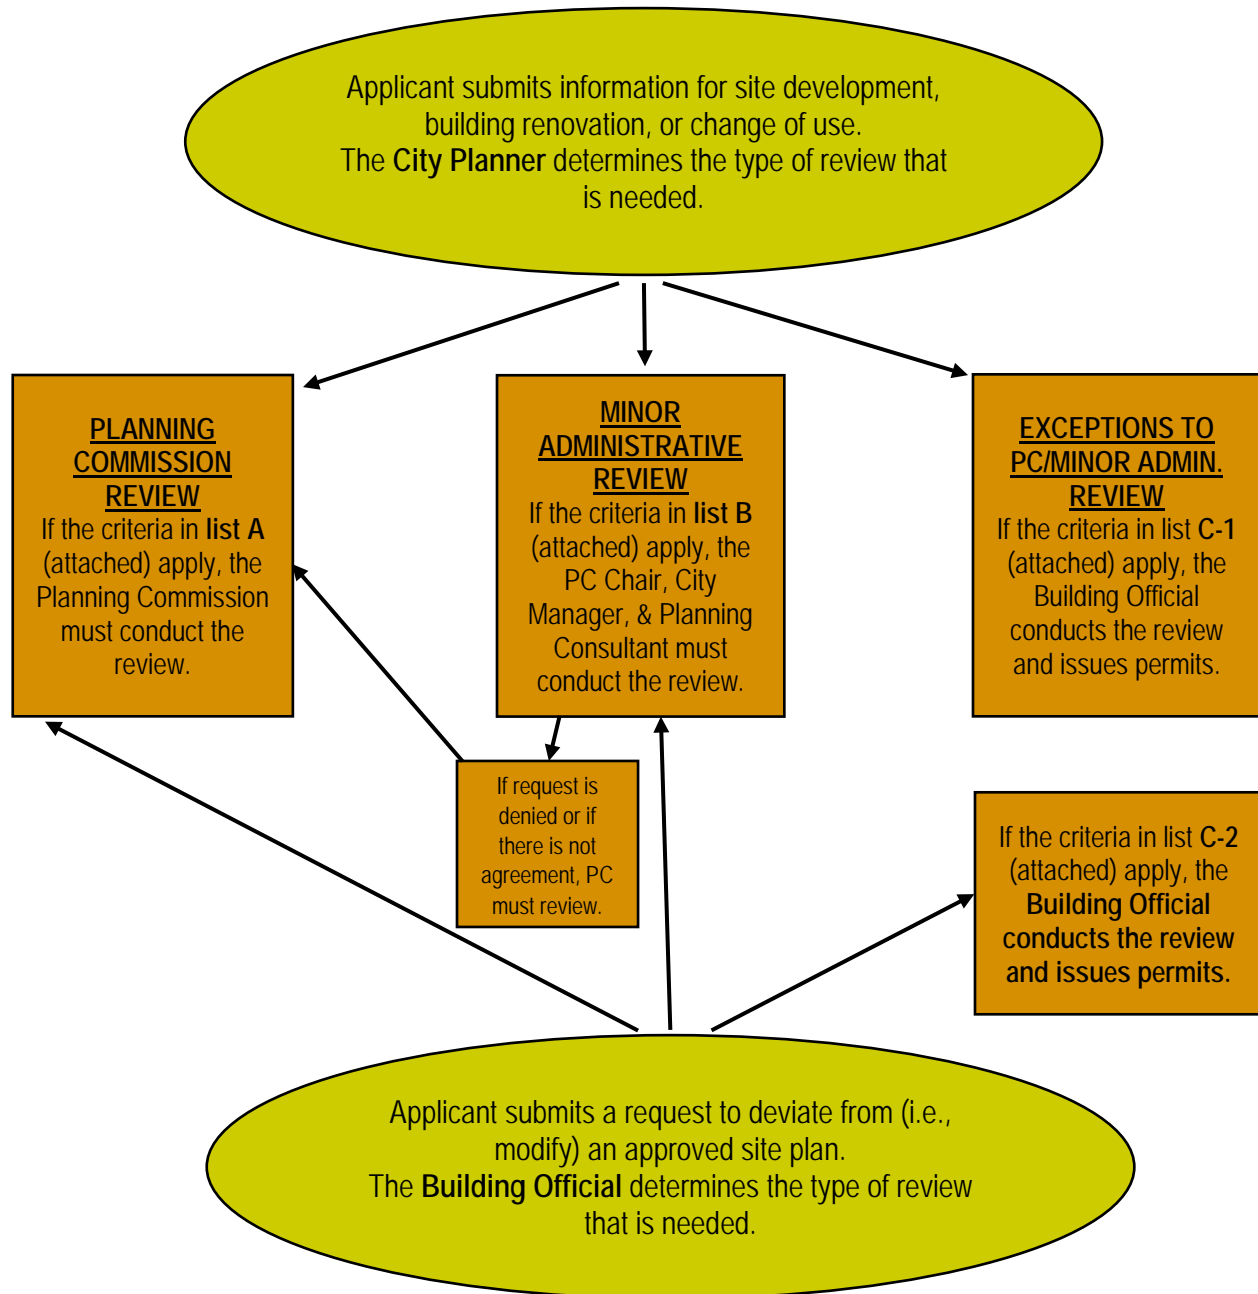 Applicant submits information for site development,
building renovation, or change of use.
The City Planner determines the type of review that
is needed.
PLANNING
COMMISSION
REVIEW
If the criteria in list A
(attached) apply, the
Planning Commission
must conduct the
review.
MINOR
ADMINISTRATIVE
REVIEW
If the criteria in list B
(attached) apply, the
PC Chair, City
Manager, & Planning
Consultant must
conduct the review.
EXCEPTIONS TO
PC/MINOR ADMIN.
REVIEW
If the criteria in list C-1
(attached) apply, the
Building Official
conducts the review
and issues permits.
If request is
denied or if
there is not
agreement, PC
must review.
If the criteria in list C-2
(attached) apply, the
Building Official
conducts the review
and issues permits.
Applicant submits a request to deviate from (i.e.,
modify) an approved site plan.
The Building Official determines the type of review
that is needed.